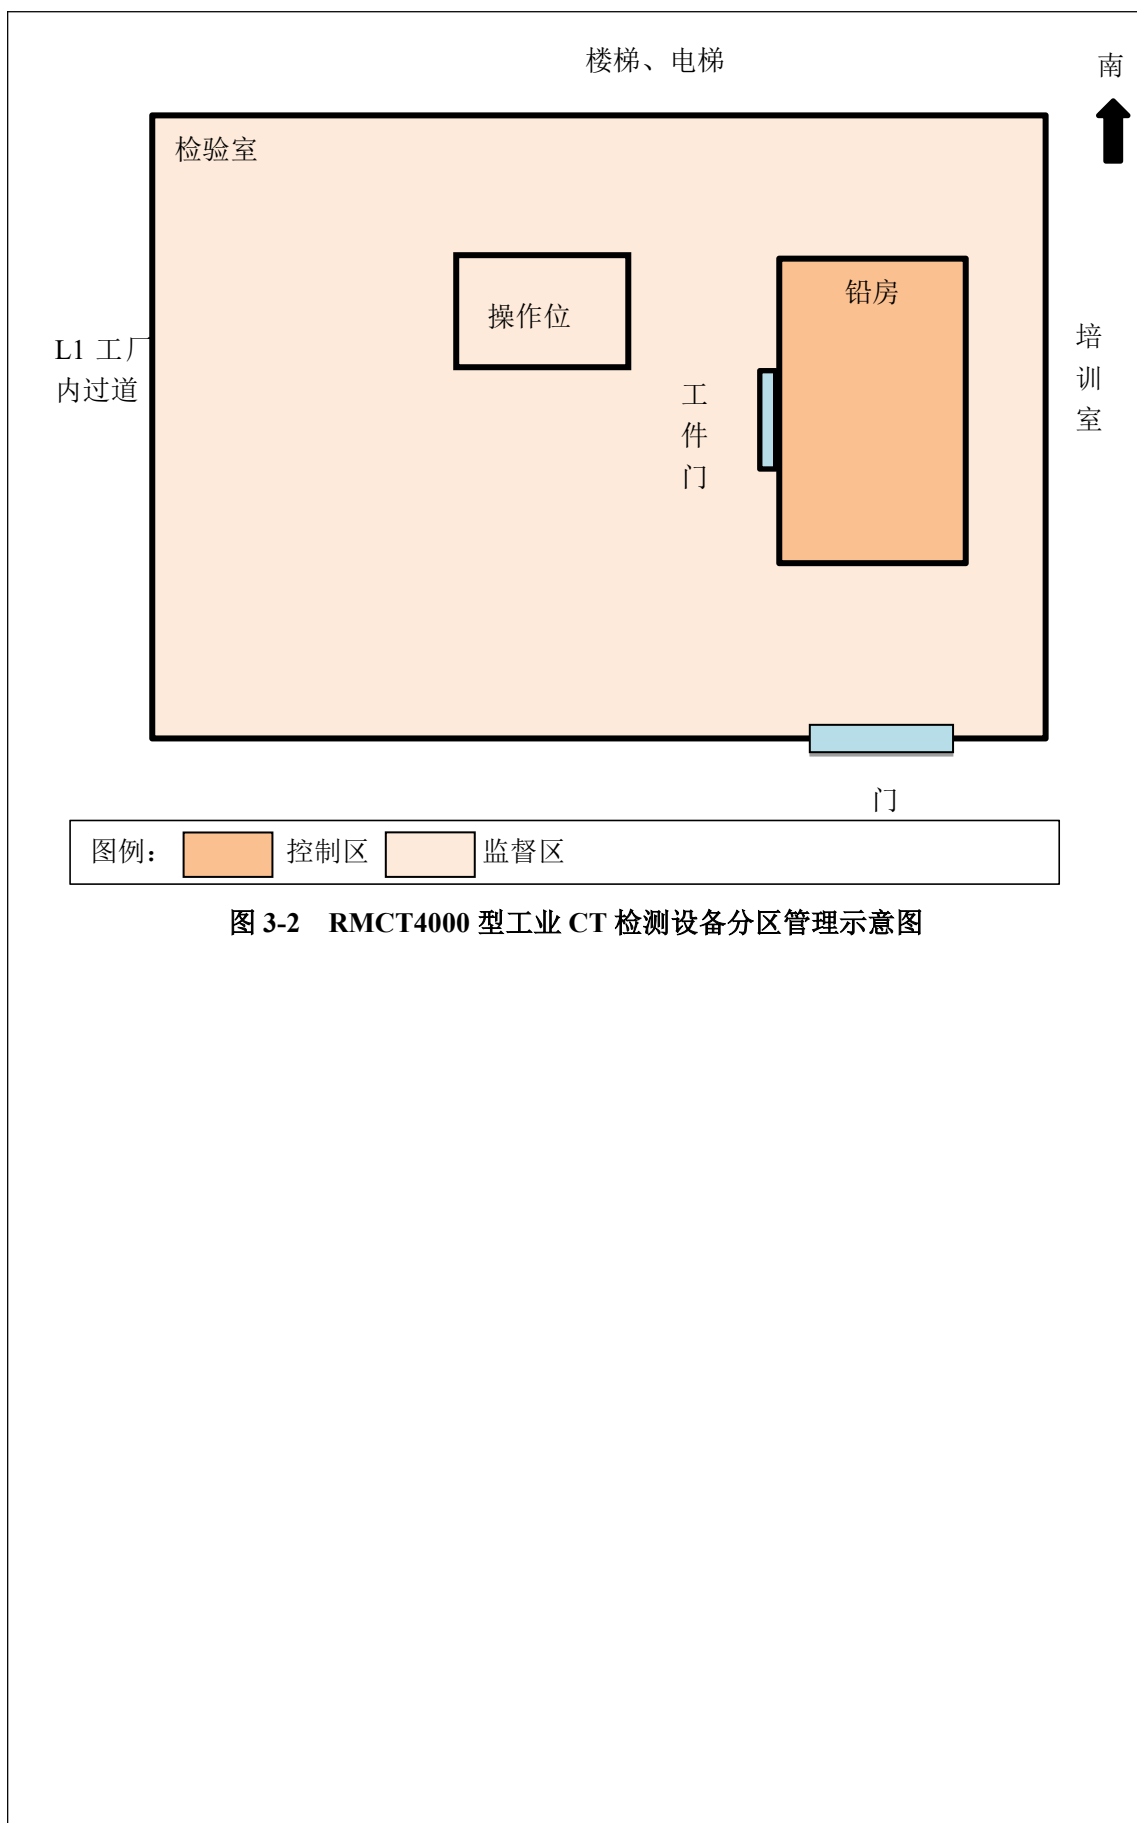 楼梯、电梯
南
检验室
铅房
操作位
培
训
室
L1 工厂
内过道
工
件
门
门
图例：
控制区
监督区
图 3-2 RMCT4000 型工业 CT 检测设备分区管理示意图